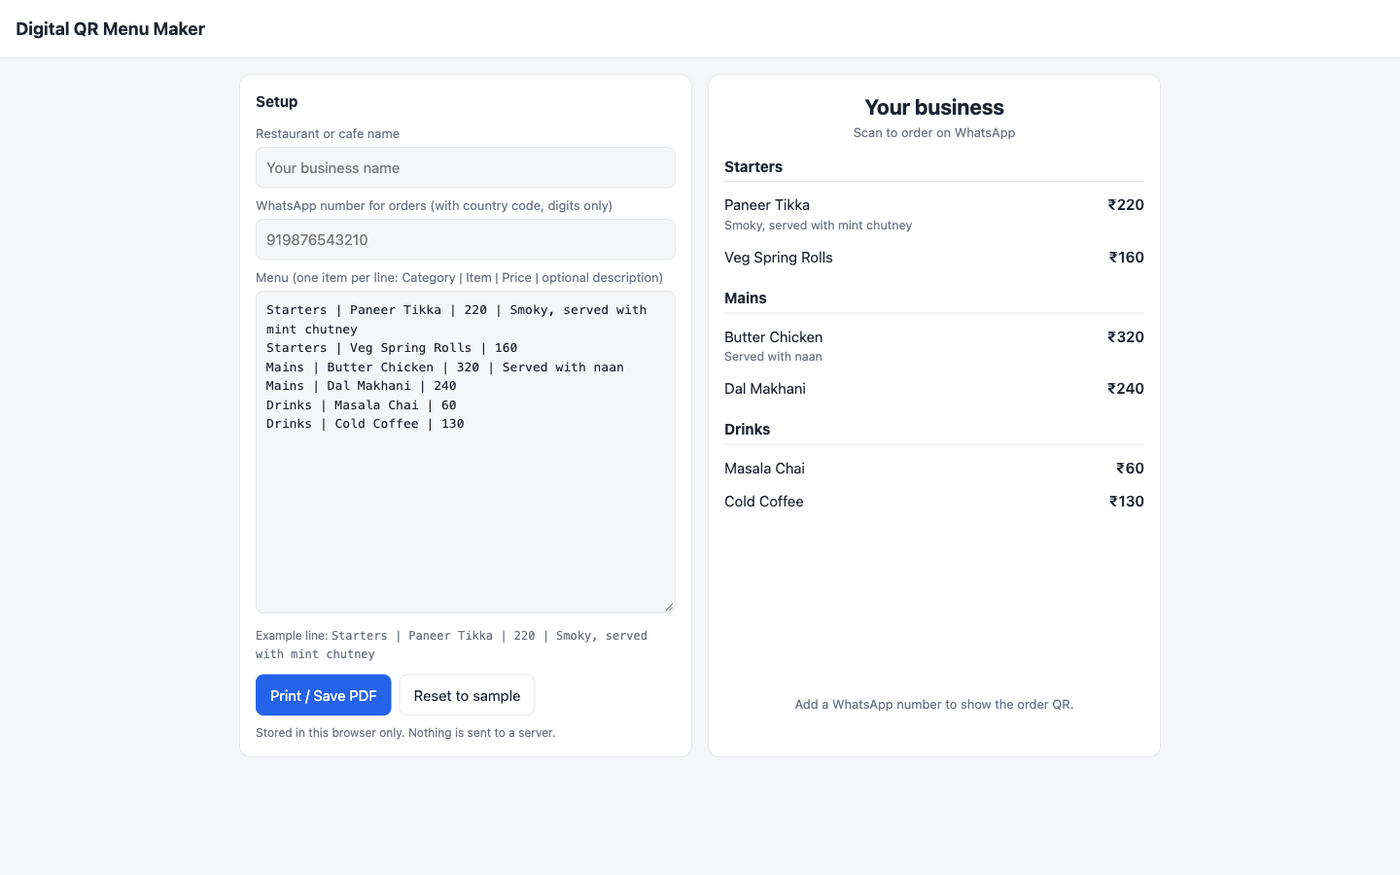 Digital QR Menu Maker
Setup
Restaurant or cafe name
Your business name
WhatsApp number for orders (with country code, digits only)
919876543210
Menu (one item per line: Category | Item | Price | optional description)
Starters | Paneer Tikka | 220 | Smoky, served with
mint chutney
Starters | Veg Spring Rolls | 160
Mains | Butter Chicken | 320 | Served with naan
Mains | Dal Makhani | 240
Drinks | Masala Chai | 60
Drinks | Cold Coffee | 130
Example line: Starters | Paneer Tikka | 220 | Smoky, served
with mint chutney
Print / Save PDF
Reset to sample
Stored in this browser only. Nothing is sent to a server.
Your business
Scan to order on WhatsApp
Starters
Paneer Tikka ₹220
Smoky, served with mint chutney
Veg Spring Rolls ₹160
Mains
Butter Chicken ₹320
Served with naan
Dal Makhani ₹240
Drinks
Masala Chai ₹60
Cold Coffee ₹130
Add a WhatsApp number to show the order QR.